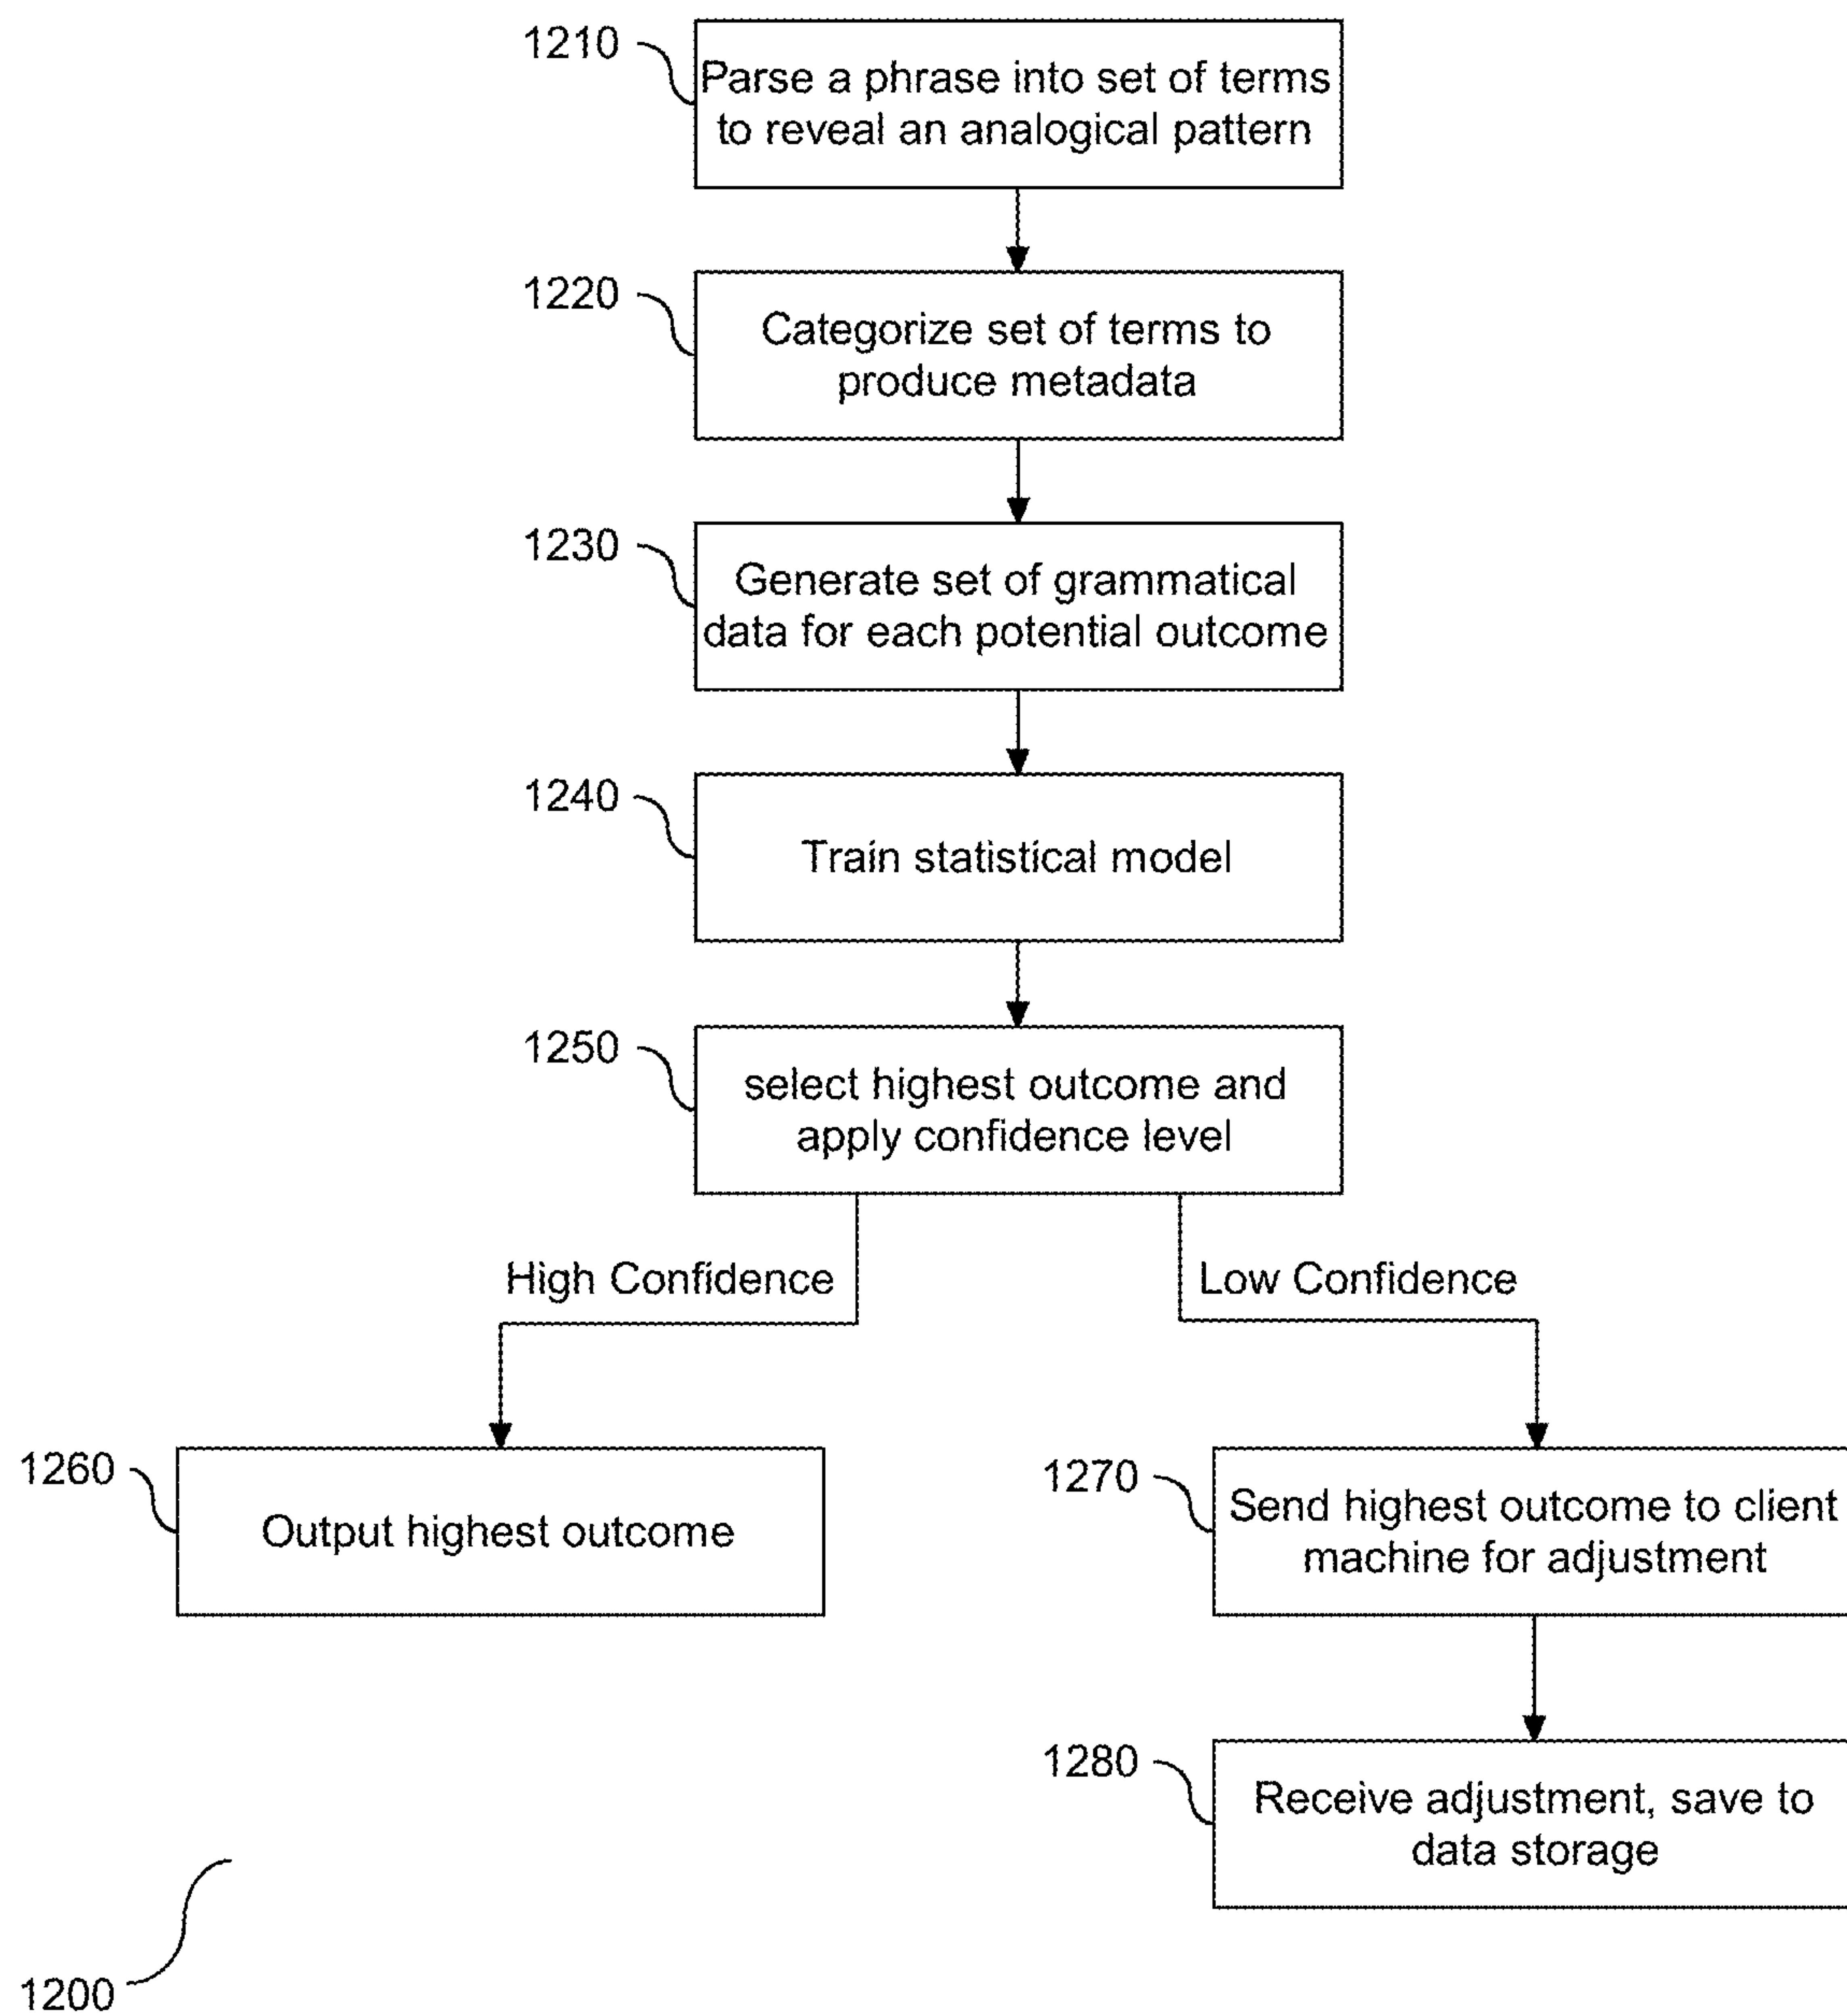 1210
Parse a phrase into set of terms
to reveal an analogical pattern
1220
Categorize set of terms to
produce metadata
1230
Generate set of grammatical
data for each potential outcome
1240
Train statistical model
1250
select highest outcome and
apply confidence level
High Confidence
Low Confidence
1260
Output highest outcome
1270
Send highest outcome to client
machine for adjustment
1280
Receive adjustment, save to
data storage
1200